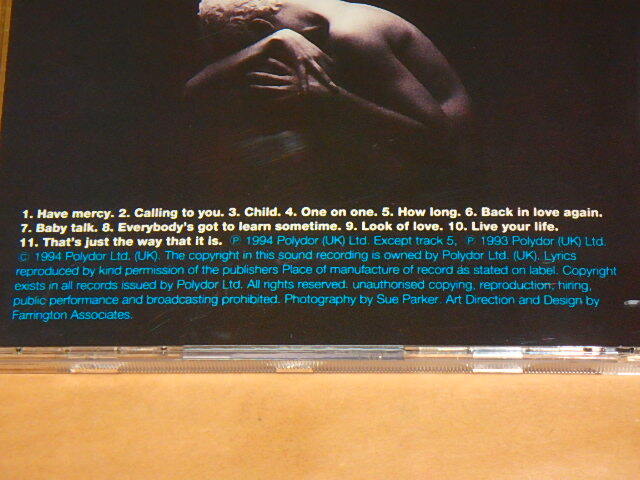 1. Have mercy. 2. Calling to you. 3. Child. 4. One on one. 5. How long. 6. Back in love again.
7. Baby talk. 8. Everybody's got to learn sometime. 9. Look of love. 10. Live your life.
11. That's just the way that it is. Ⓟ 1994 Polydor (UK) Ltd. Except track 5, Ⓟ 1993 Polydor (UK) Ltd.
© 1994 Polydor Ltd. (UK). The copyright in this sound recording is owned by Polydor Ltd. (UK). Lyrics
reproduced by kind permission of the publishers Place of manufacture of record as stated on label. Copyright
exists in all records issued by Polydor Ltd. All rights reserved. unauthorised copying, reproduction, hiring,
public performance and broadcasting prohibited. Photography by Sue Parker. Art Direction and Design by
Farrington Associates.